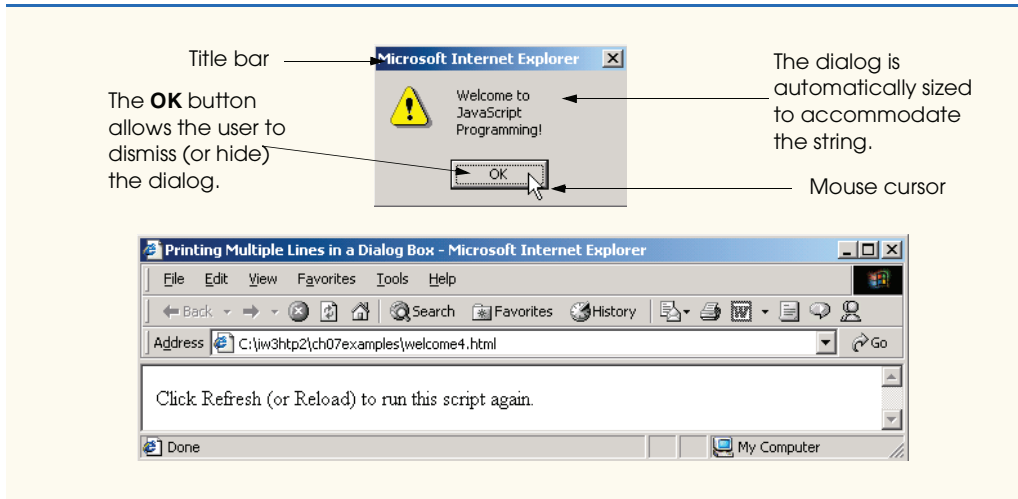 Title bar
Microsoft Internet Explorer
The dialog is
automatically sized
to accommodate
the string.
The OK button
allows the user to
dismiss (or hide)
the dialog.
Welcome to
JavaScript
Programming!
OK
Mouse cursor
Printing Multiple Lines in a Dialog Box - Microsoft Internet Explorer
File Edit View Favorites Tools Help
Back Search Favorites History
Address C:\iw3htp2\ch07examples\welcome4.html Go
Click Refresh (or Reload) to run this script again.
Done My Computer